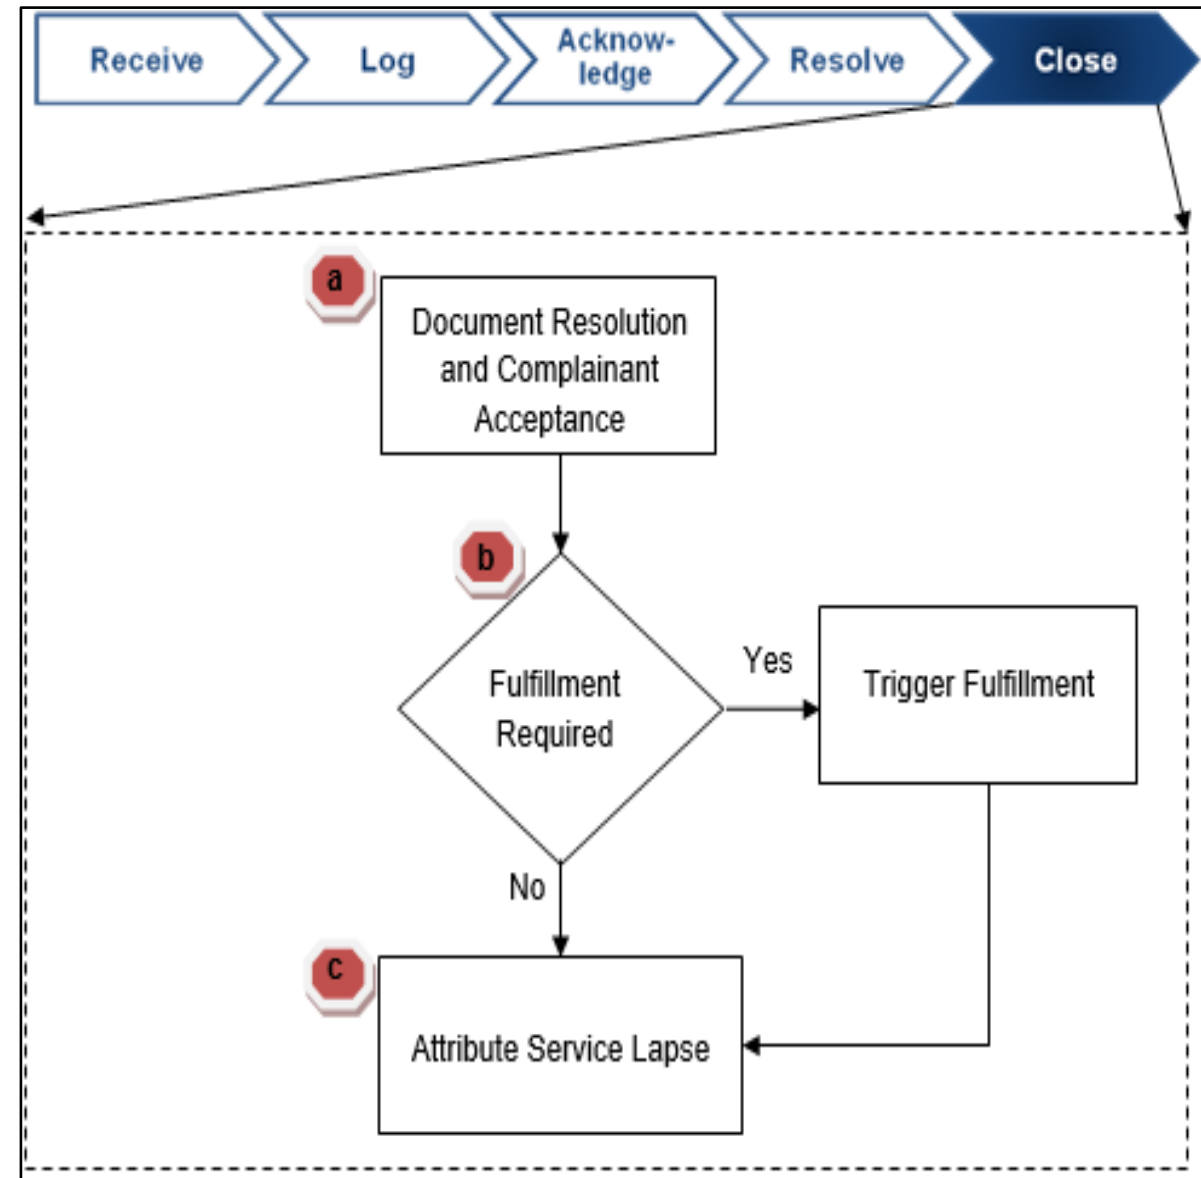 Receive
Log
Acknow-
ledge
Resolve
Close
a
Document Resolution
and Complainant
Acceptance
b
Fulfillment
Required
Yes
Trigger Fulfillment
No
c
Attribute Service Lapse